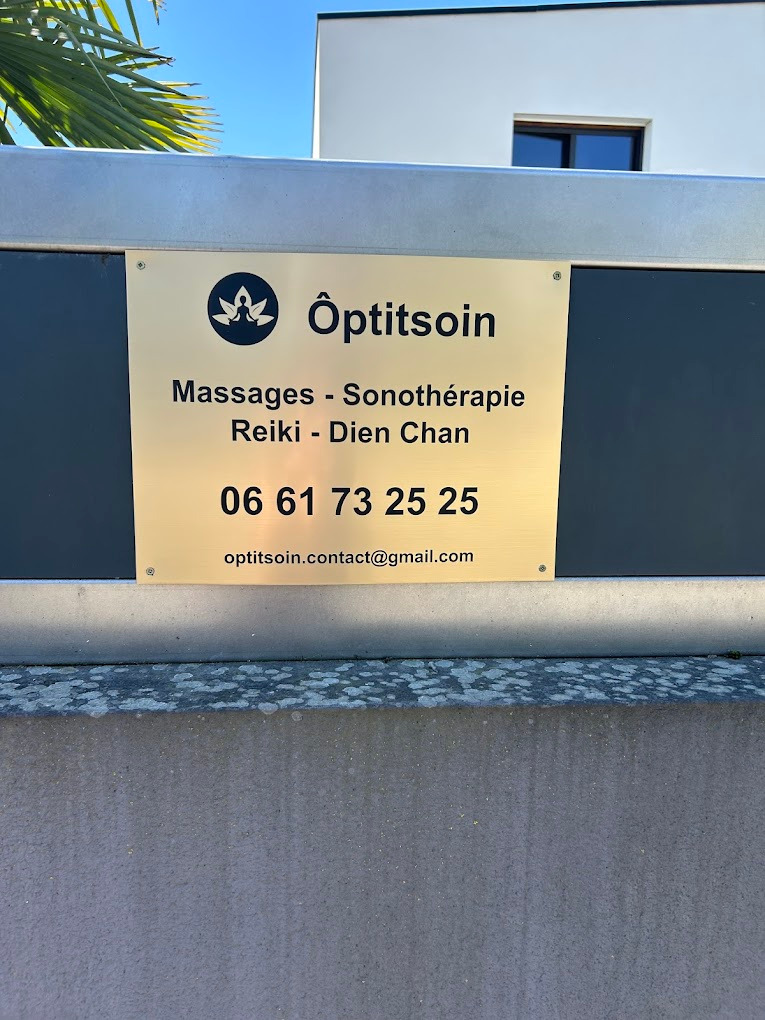 Ôptitsoin
Massages - Sonothérapie
Reiki - Dien Chan
06 61 73 25 25
optitsoin.contact@gmail.com